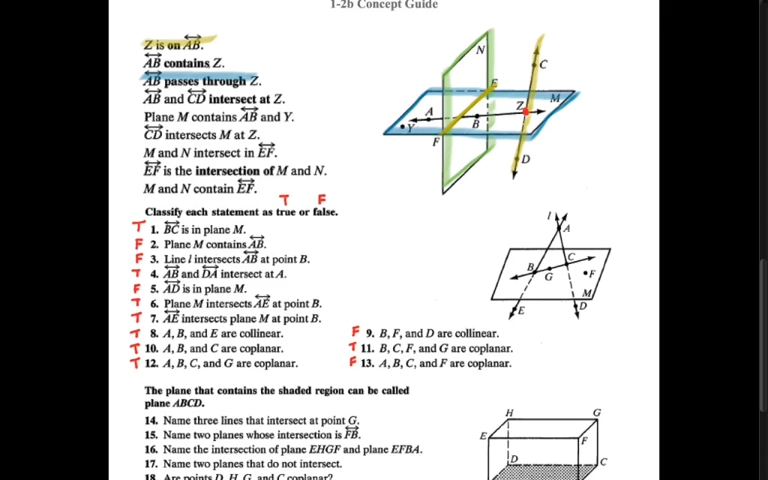 1-2b Concept Guide
Z is on AB.
AB contains Z.
AB passes through Z.
AB and CD intersect at Z.
Plane M contains AB and Y.
CD intersects M at Z.
M and N intersect in EF.
EF is the intersection of M and N.
M and N contain EF.
N
C
E
A
Z
M
Y
B
F
D
T F
Classify each statement as true or false.
T 1. BC is in plane M.
F 2. Plane M contains AB.
F 3. Line l intersects AB at point B.
T 4. AB and DA intersect at A.
F 5. AD is in plane M.
T 6. Plane M intersects AE at point B.
T 7. AE intersects plane M at point B.
T 8. A, B, and E are collinear.
F 9. B, F, and D are collinear.
T 10. A, B, and C are coplanar.
T 11. B, C, F, and G are coplanar.
T 12. A, B, C, and G are coplanar.
F 13. A, B, C, and F are coplanar.
l
A
C
B
G
F
M
E
D
The plane that contains the shaded region can be called
plane ABCD.
14. Name three lines that intersect at point G.
15. Name two planes whose intersection is FB.
16. Name the intersection of plane EHGF and plane EFBA.
17. Name two planes that do not intersect.
18. Are points D, H, G, and C coplanar?
H
G
E
F
D
C